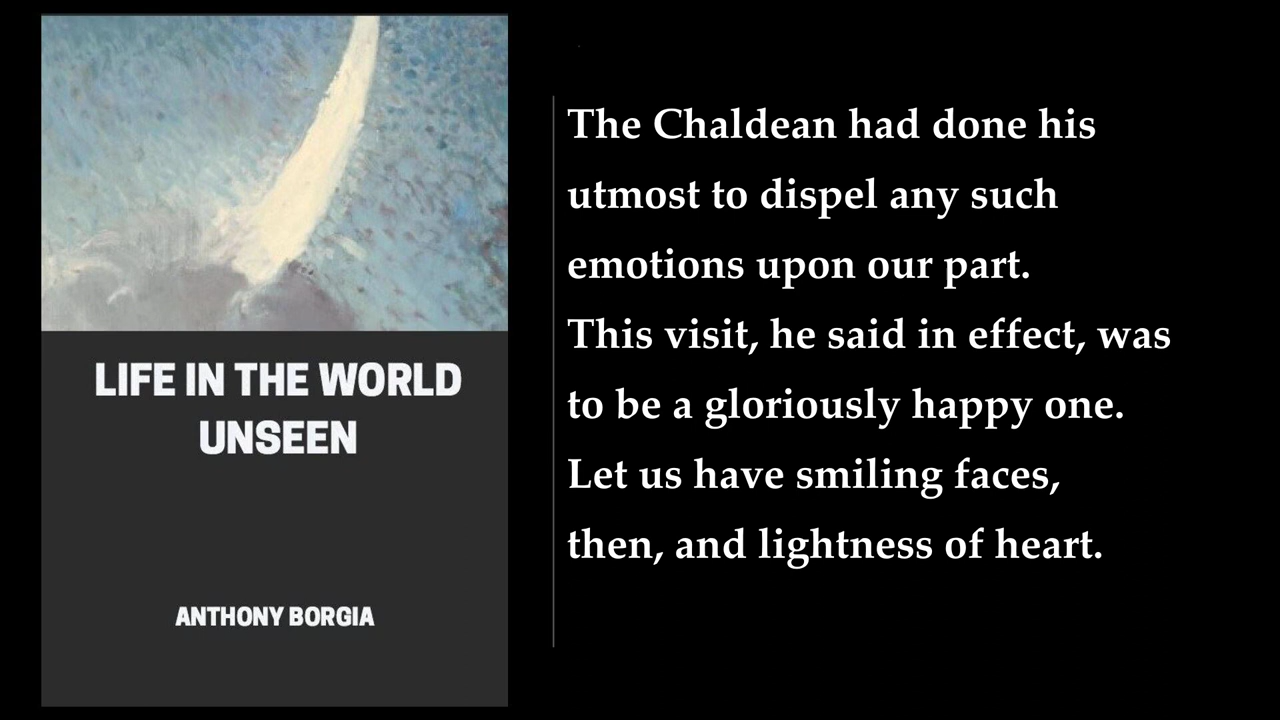 LIFE IN THE WORLD
UNSEEN
ANTHONY BORGIA
The Chaldean had done his
utmost to dispel any such
emotions upon our part.
This visit, he said in effect, was
to be a gloriously happy one.
Let us have smiling faces,
then, and lightness of heart.